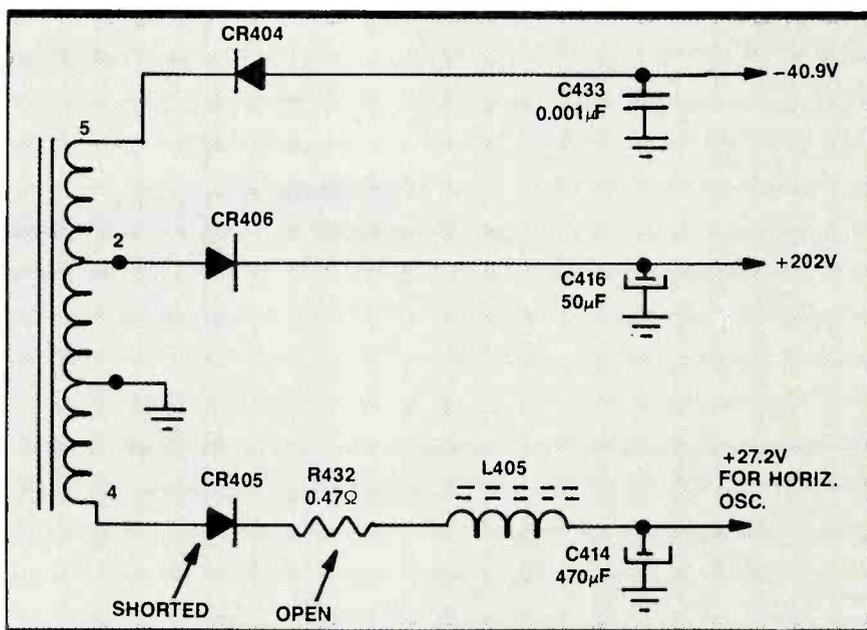 CR404
−40.9V
C433
0.001µF
5
CR406
2
+202V
C416
50µF
+27.2V
FOR HORIZ.
OSC.
4
CR405
R432
0.47Ω
L405
C414
470µF
SHORTED
OPEN